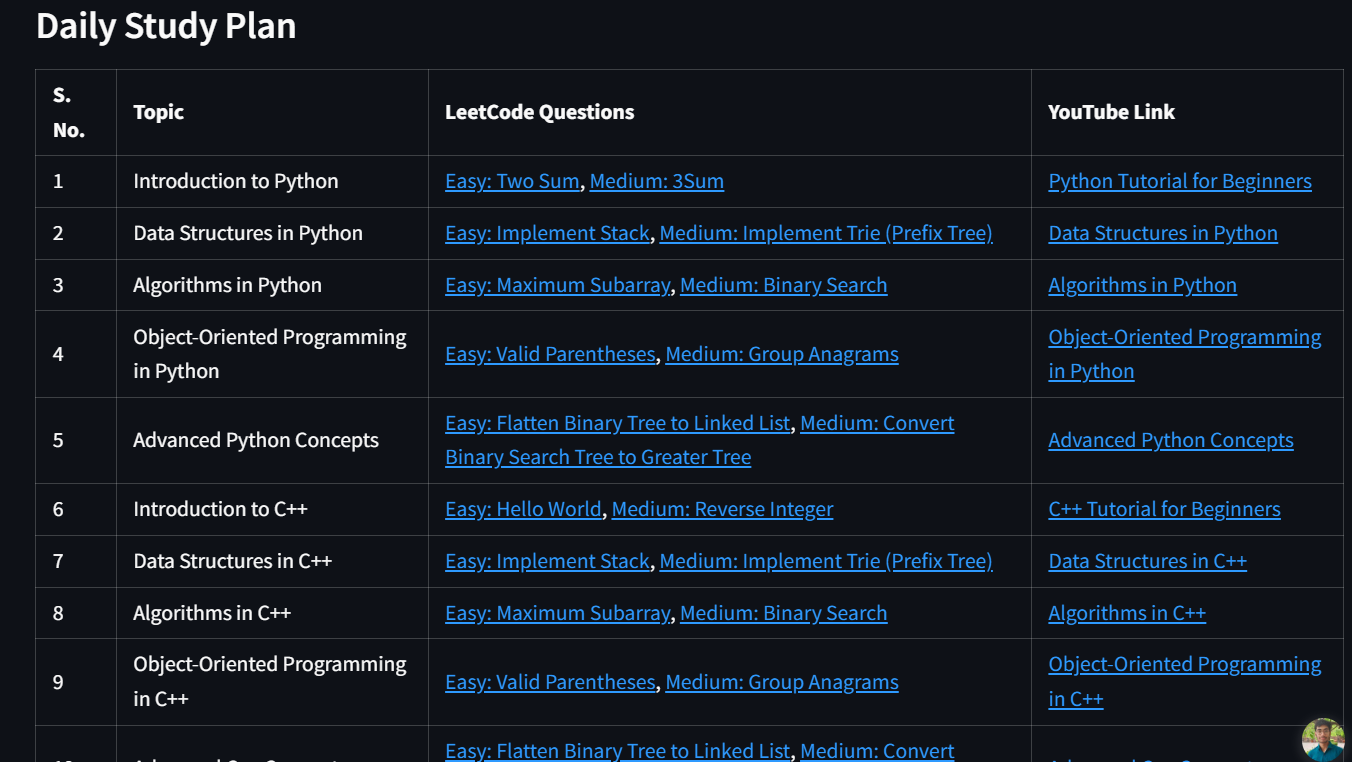 Daily Study Plan
S.
No.
Topic
LeetCode Questions
YouTube Link
1
Introduction to Python
Easy: Two Sum, Medium: 3Sum
Python Tutorial for Beginners
2
Data Structures in Python
Easy: Implement Stack, Medium: Implement Trie (Prefix Tree)
Data Structures in Python
3
Algorithms in Python
Easy: Maximum Subarray, Medium: Binary Search
Algorithms in Python
4
Object-Oriented Programming
in Python
Easy: Valid Parentheses, Medium: Group Anagrams
Object-Oriented Programming
in Python
5
Advanced Python Concepts
Easy: Flatten Binary Tree to Linked List, Medium: Convert
Binary Search Tree to Greater Tree
Advanced Python Concepts
6
Introduction to C++
Easy: Hello World, Medium: Reverse Integer
C++ Tutorial for Beginners
7
Data Structures in C++
Easy: Implement Stack, Medium: Implement Trie (Prefix Tree)
Data Structures in C++
8
Algorithms in C++
Easy: Maximum Subarray, Medium: Binary Search
Algorithms in C++
9
Object-Oriented Programming
in C++
Easy: Valid Parentheses, Medium: Group Anagrams
Object-Oriented Programming
in C++
Easy: Flatten Binary Tree to Linked List, Medium: Convert